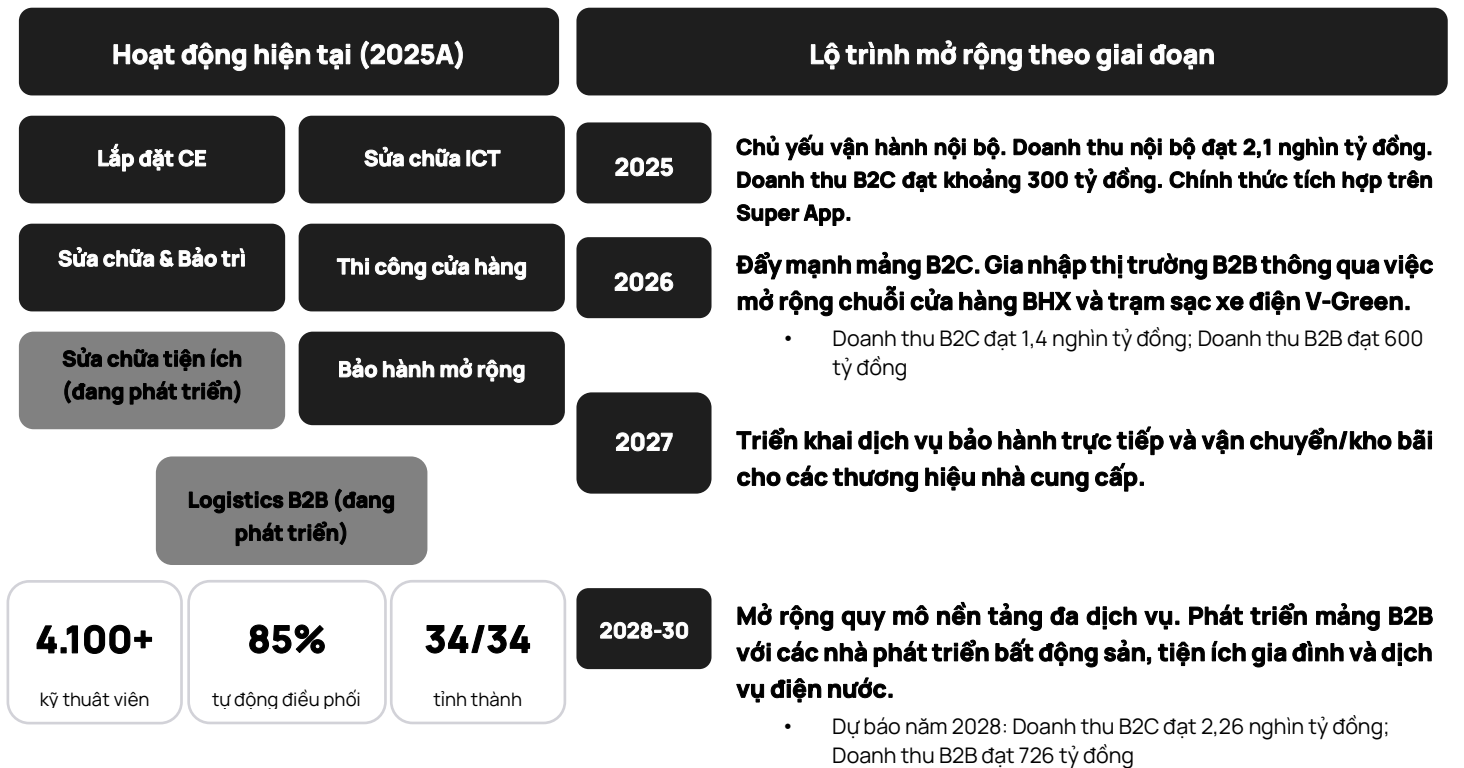 Hoạt động hiện tại (2025A)
Lắp đặt CE
Sửa chữa ICT
Sửa chữa & Bảo trì
Thi công cửa hàng
Sửa chữa tiện ích
(đang phát triển)
Bảo hành mở rộng
Logistics B2B (đang
phát triển)
4.100+
kỹ thuật viên
85%
tự động điều phối
34/34
tỉnh thành
Lộ trình mở rộng theo giai đoạn
2025
Chủ yếu vận hành nội bộ. Doanh thu nội bộ đạt 2,1 nghìn tỷ đồng.
Doanh thu B2C đạt khoảng 300 tỷ đồng. Chính thức tích hợp trên
Super App.
2026
Đẩy mạnh mảng B2C. Gia nhập thị trường B2B thông qua việc
mở rộng chuỗi cửa hàng BHX và trạm sạc xe điện V-Green.
• Doanh thu B2C đạt 1,4 nghìn tỷ đồng; Doanh thu B2B đạt 600
tỷ đồng
2027
Triển khai dịch vụ bảo hành trực tiếp và vận chuyển/kho bãi
cho các thương hiệu nhà cung cấp.
2028-30
Mở rộng quy mô nền tảng đa dịch vụ. Phát triển mảng B2B
với các nhà phát triển bất động sản, tiện ích gia đình và dịch
vụ điện nước.
• Dự báo năm 2028: Doanh thu B2C đạt 2,26 nghìn tỷ đồng;
Doanh thu B2B đạt 726 tỷ đồng